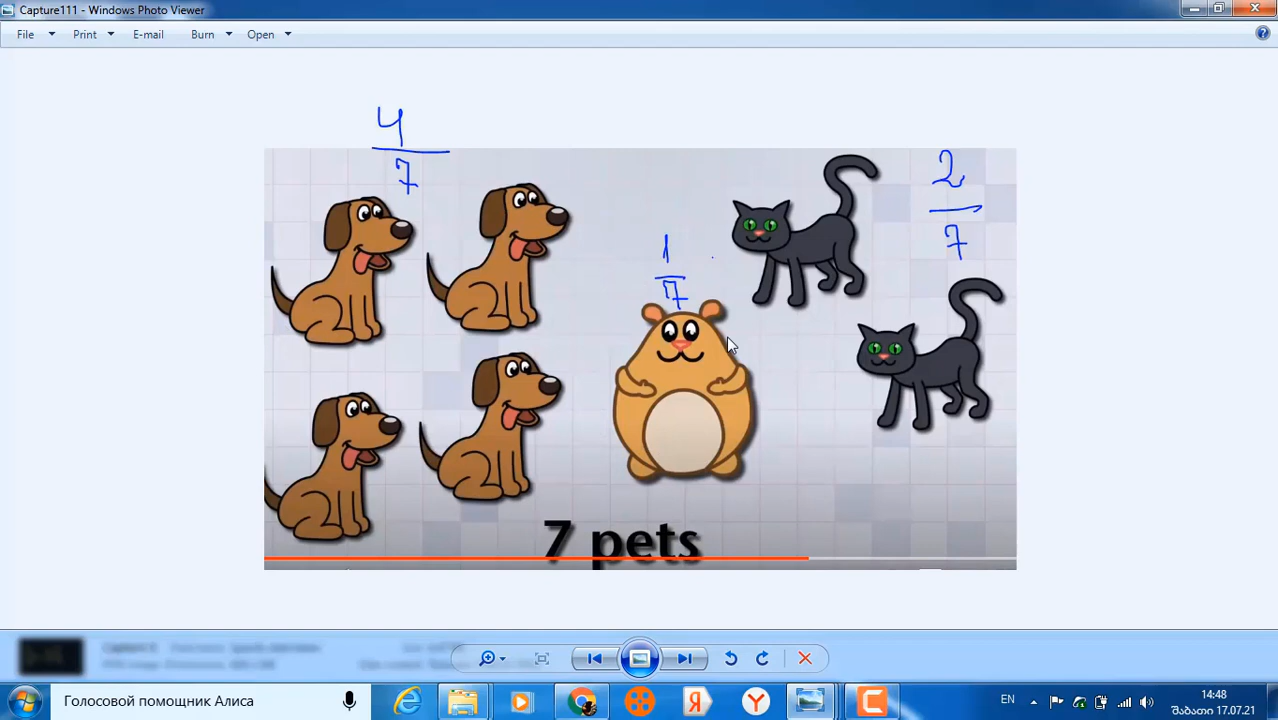 Capture111 - Windows Photo Viewer
File Print E-mail Burn Open
4
7
2
7
1
7
7 pets
Голосовой помощник Алиса
EN
14:48
შაბათი 17.07.21